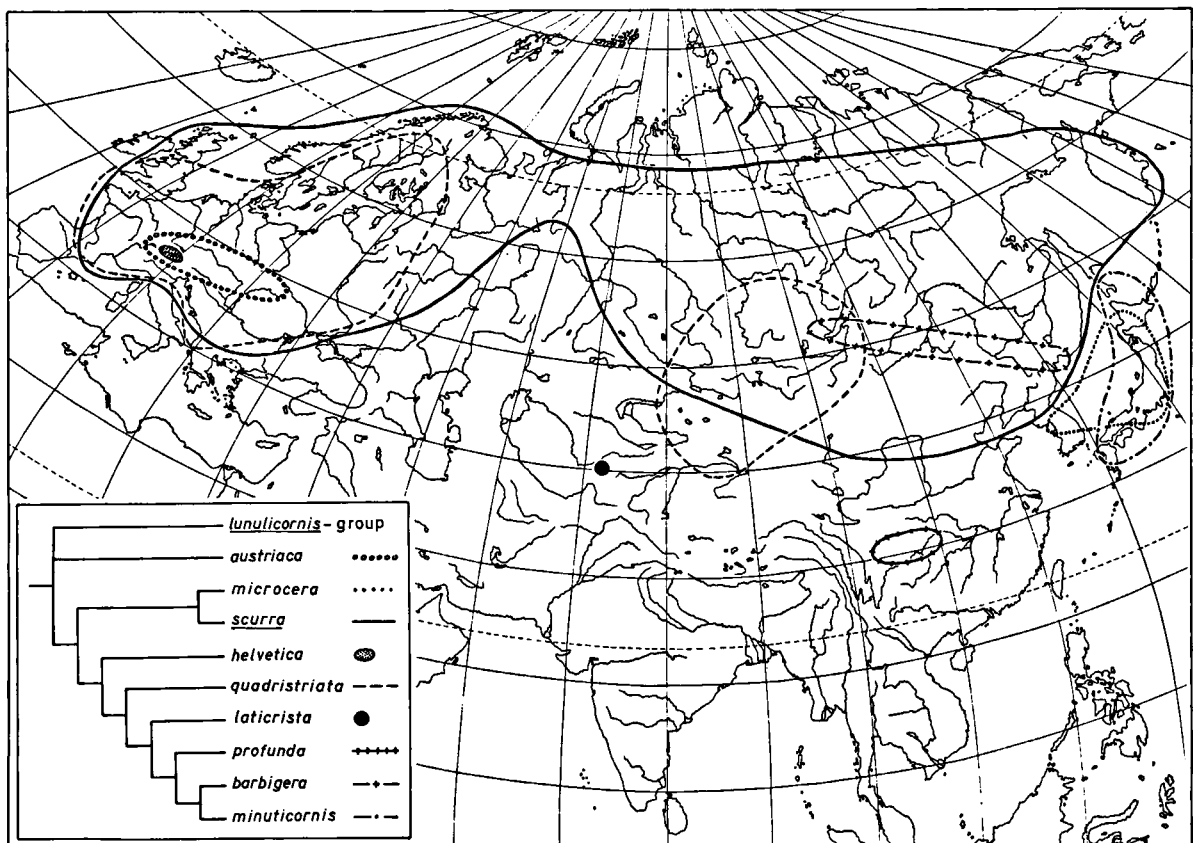 lunulicornis-group
austriaca
microcera
scurra
helvetica
quadristriata
laticrista
profunda
barbigera
minuticornis